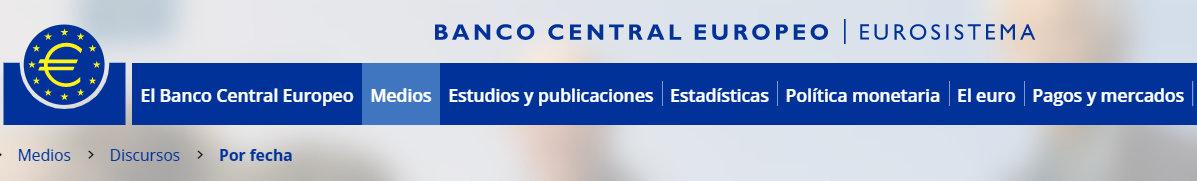 BANCO CENTRAL EUROPEO | EUROSISTEMA
El Banco Central Europeo Medios Estudios y publicaciones Estadísticas Política monetaria El euro Pagos y mercados
Medios > Discursos > Por fecha